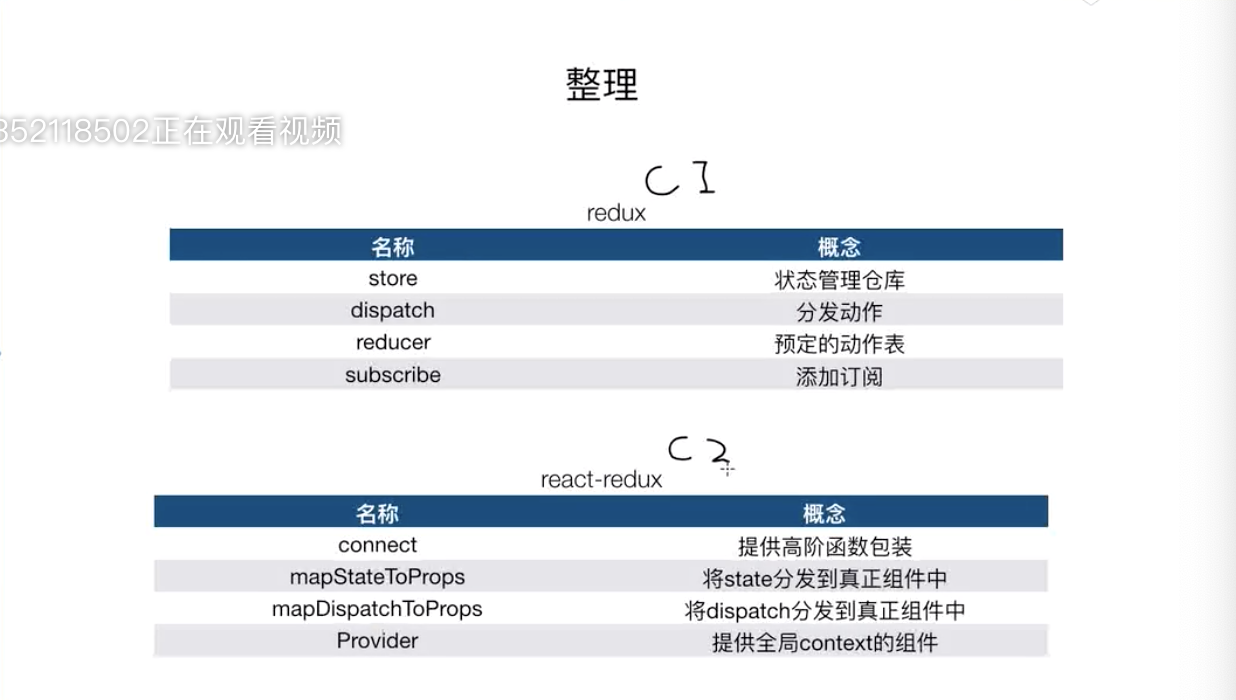 整理
852118502正在观看视频
C I
redux
名称 概念
store 状态管理仓库
dispatch 分发动作
reducer 预定的动作表
subscribe 添加订阅
C 2
react-redux
名称 概念
connect 提供高阶函数包装
mapStateToProps 将state分发到真正组件中
mapDispatchToProps 将dispatch分发到真正组件中
Provider 提供全局context的组件